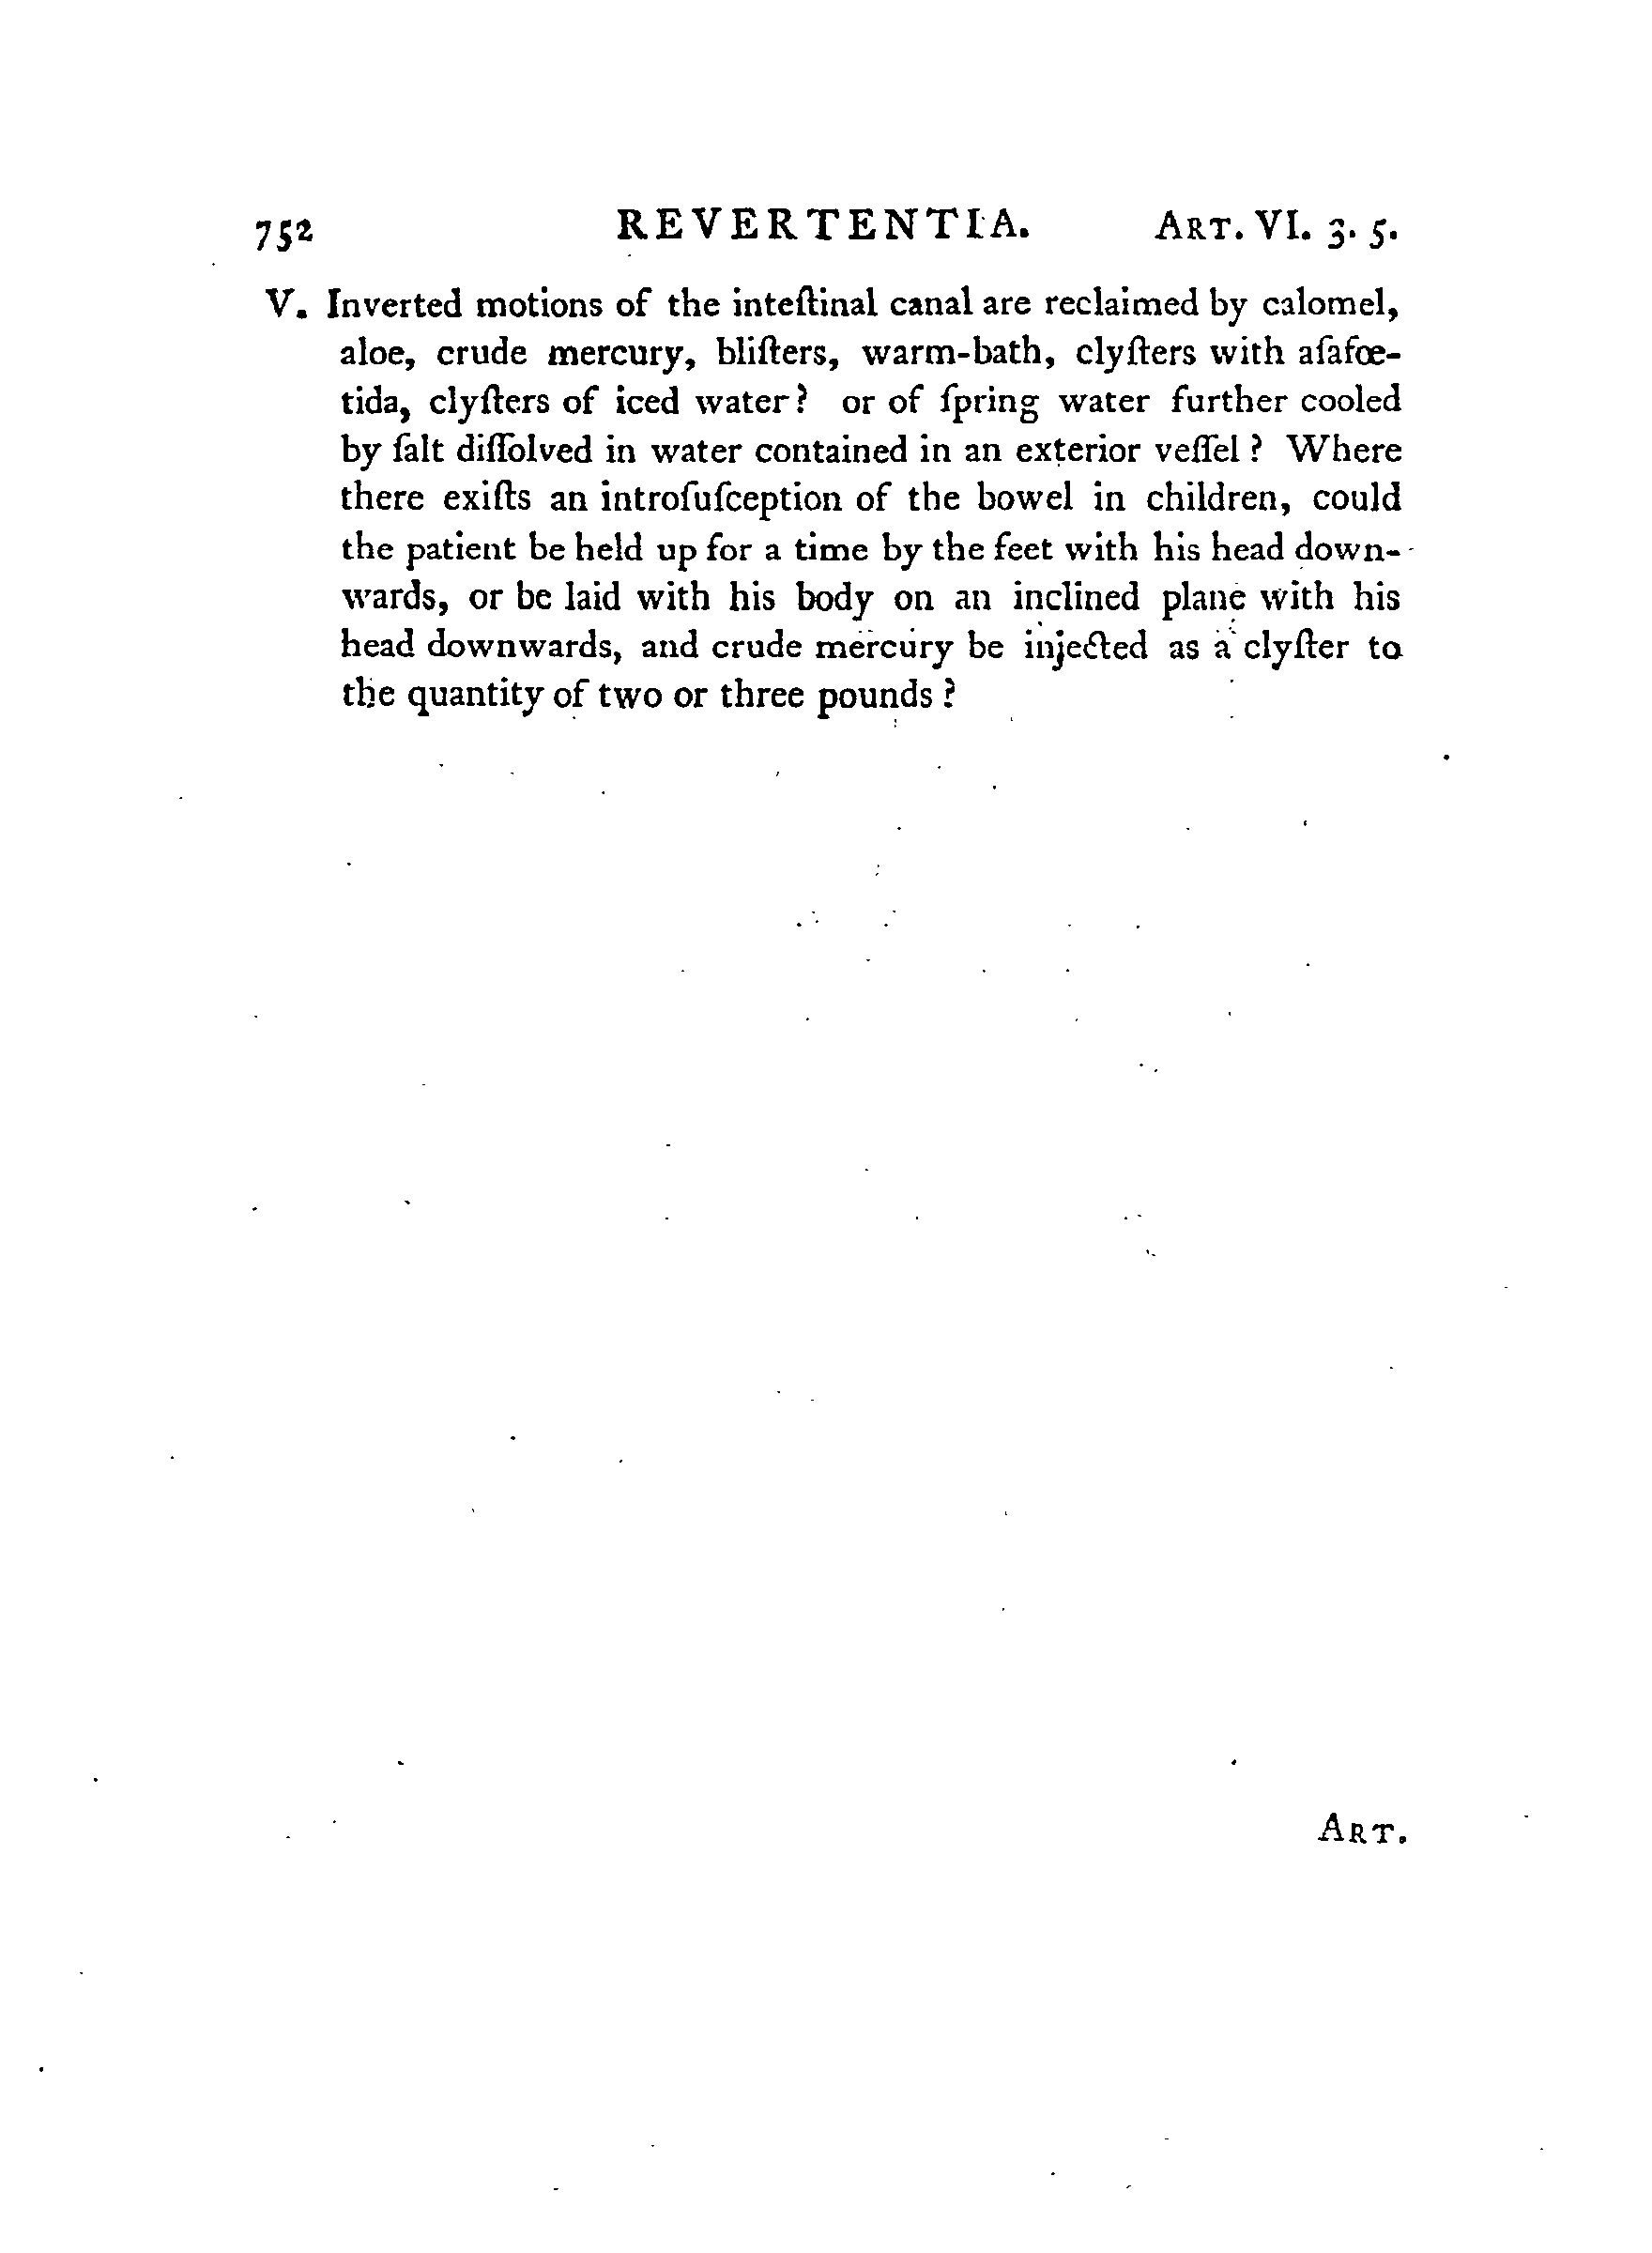 752 REVERTENTIA. ART. VI. 3. 5.
V. Inverted motions of the inteſtinal canal are reclaimed by calomel,
aloe, crude mercury, bliſters, warm-bath, clyſters with aſafœ-
tida, clyſters of iced water? or of ſpring water further cooled
by ſalt diſſolved in water contained in an exterior veſſel? Where
there exiſts an introſuſception of the bowel in children, could
the patient be held up for a time by the feet with his head down-
wards, or be laid with his body on an inclined plane with his
head downwards, and crude mercury be injected as a clyſter to
the quantity of two or three pounds?
ART.